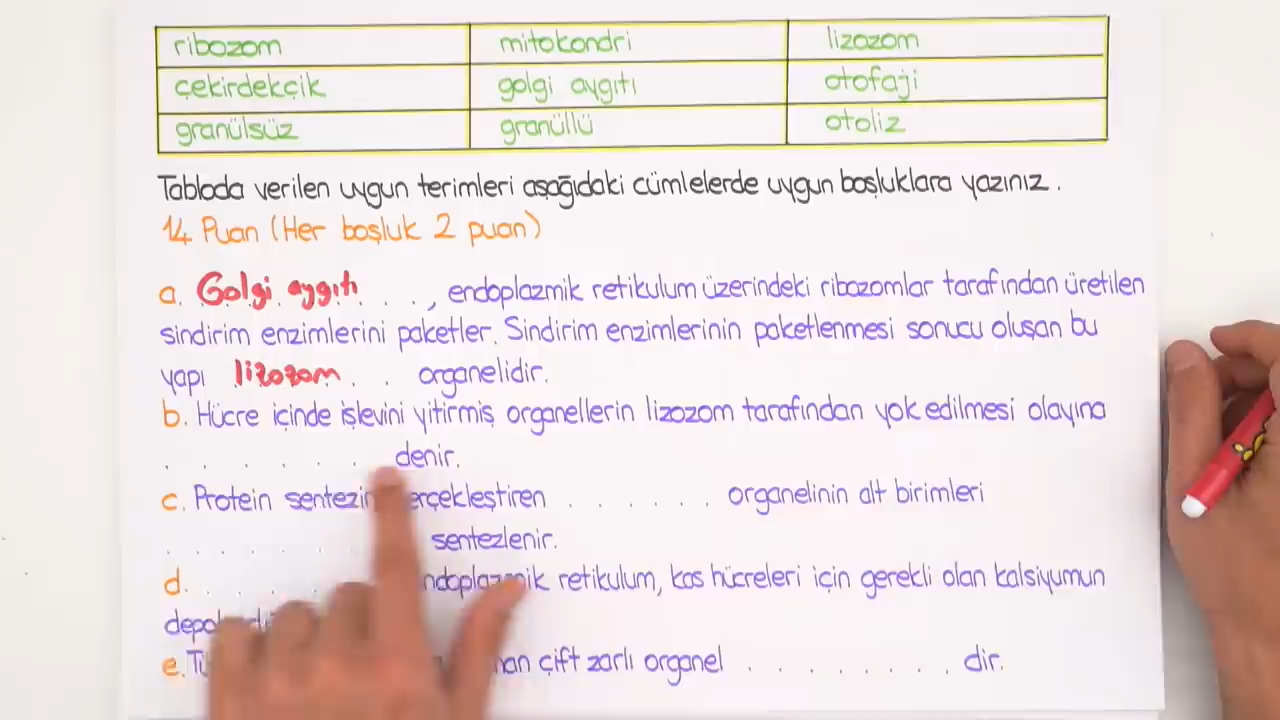 ribozom mitokondri lizozom
çekirdekçik golgi aygıtı otofaji
granülsüz granüllü otoliz
Tabloda verilen uygun terimleri aşağıdaki cümlelerde uygun boşluklara yazınız.
14 Puan (Her boşluk 2 puan)
a. Golgi aygıtı . . ., endoplazmik retikulum üzerindeki ribozomlar tarafından üretilen
sindirim enzimlerini paketler. Sindirim enzimlerinin paketlenmesi sonucu oluşan bu
yapı lizozom . . organelidir.
b. Hücre içinde işlevini yitirmiş organellerin lizozom tarafından yok edilmesi olayına
. . . . . . denir.
c. Protein . . . . . . organelinin alt birimleri
. . . . . sentezlenir.
d. . . . . retikulum, kas hücreleri için gerekli olan kalsiyumun
e. çift zarlı organel . . . . . . . . dir.